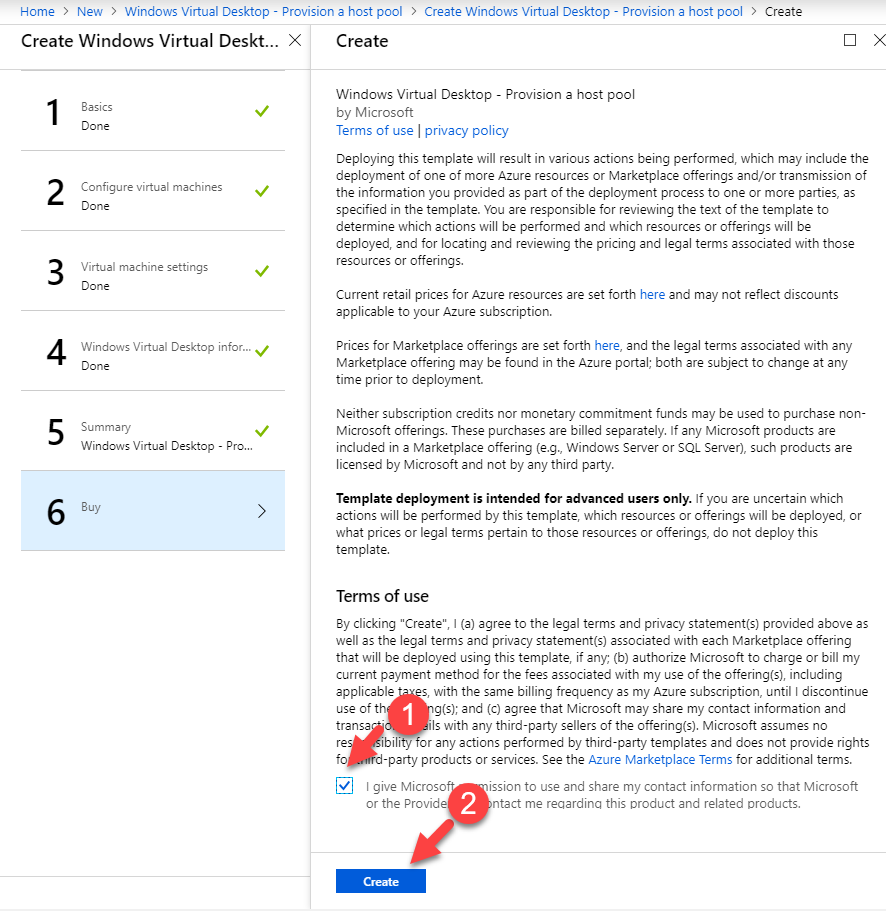 Home > New > Windows Virtual Desktop - Provision a host pool > Create Windows Virtual Desktop - Provision a host pool > Create
Create Windows Virtual Deskt...
1
Basics
Done
2
Configure virtual machines
Done
3
Virtual machine settings
Done
4
Windows Virtual Desktop infor...
Done
5
Summary
Windows Virtual Desktop - Pro...
6
Buy
Create
Windows Virtual Desktop - Provision a host pool
by Microsoft
Terms of use | privacy policy
Deploying this template will result in various actions being performed, which may include the
deployment of one of more Azure resources or Marketplace offerings and/or transmission of
the information you provided as part of the deployment process to one or more parties, as
specified in the template. You are responsible for reviewing the text of the template to
determine which actions will be performed and which resources or offerings will be
deployed, and for locating and reviewing the pricing and legal terms associated with those
resources or offerings.
Current retail prices for Azure resources are set forth here and may not reflect discounts
applicable to your Azure subscription.
Prices for Marketplace offerings are set forth here, and the legal terms associated with any
Marketplace offering may be found in the Azure portal; both are subject to change at any
time prior to deployment.
Neither subscription credits nor monetary commitment funds may be used to purchase non-
Microsoft offerings. These purchases are billed separately. If any Microsoft products are
included in a Marketplace offering (e.g., Windows Server or SQL Server), such products are
licensed by Microsoft and not by any third party.
Template deployment is intended for advanced users only. If you are uncertain which
actions will be performed by this template, which resources or offerings will be deployed, or
what prices or legal terms pertain to those resources or offerings, do not deploy this
template.
Terms of use
By clicking "Create", I (a) agree to the legal terms and privacy statement(s) provided above as
well as the legal terms and privacy statement(s) associated with each Marketplace offering
that will be deployed using this template, if any; (b) authorize Microsoft to charge or bill my
current payment method for the fees associated with my use of the offering(s), including
applicable taxes, with the same billing frequency as my Azure subscription, until I discontinue
use of the ing(s); and (c) agree that Microsoft may share my contact information and
transaction ails with any third-party sellers of the offering(s). Microsoft assumes no
sibility for any actions performed by third-party templates and does not provide rights
third-party products or services. See the Azure Marketplace Terms for additional terms.
1
I give Microsoft mission to use and share my contact information so that Microsoft
or the Provide contact me regarding this product and related products.
2
Create